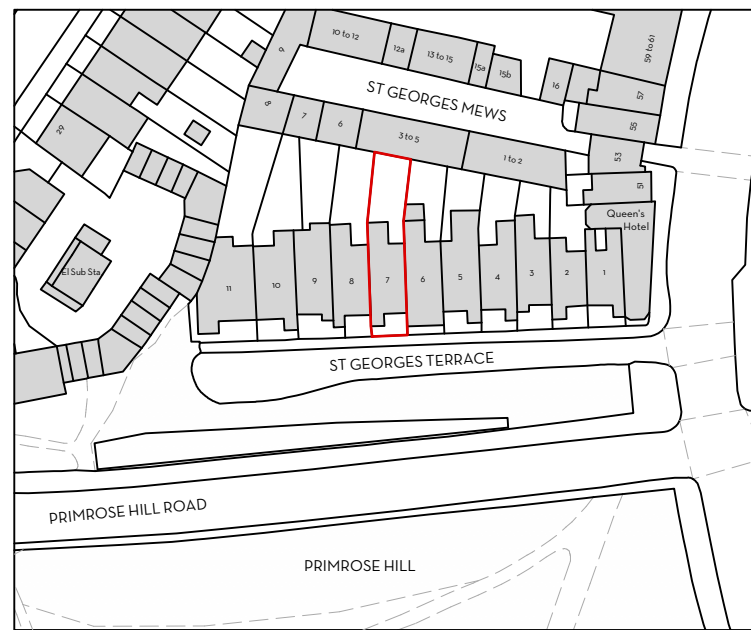 10 to 12
12a
13 to 15
15a
15b
16
59 to 61
57
55
53
51
9
8
7
6
3 to 5
1 to 2
ST GEORGES MEWS
29
El Sub Sta
Queen's
Hotel
11
10
9
8
7
6
5
4
3
2
1
ST GEORGES TERRACE
PRIMROSE HILL ROAD
PRIMROSE HILL